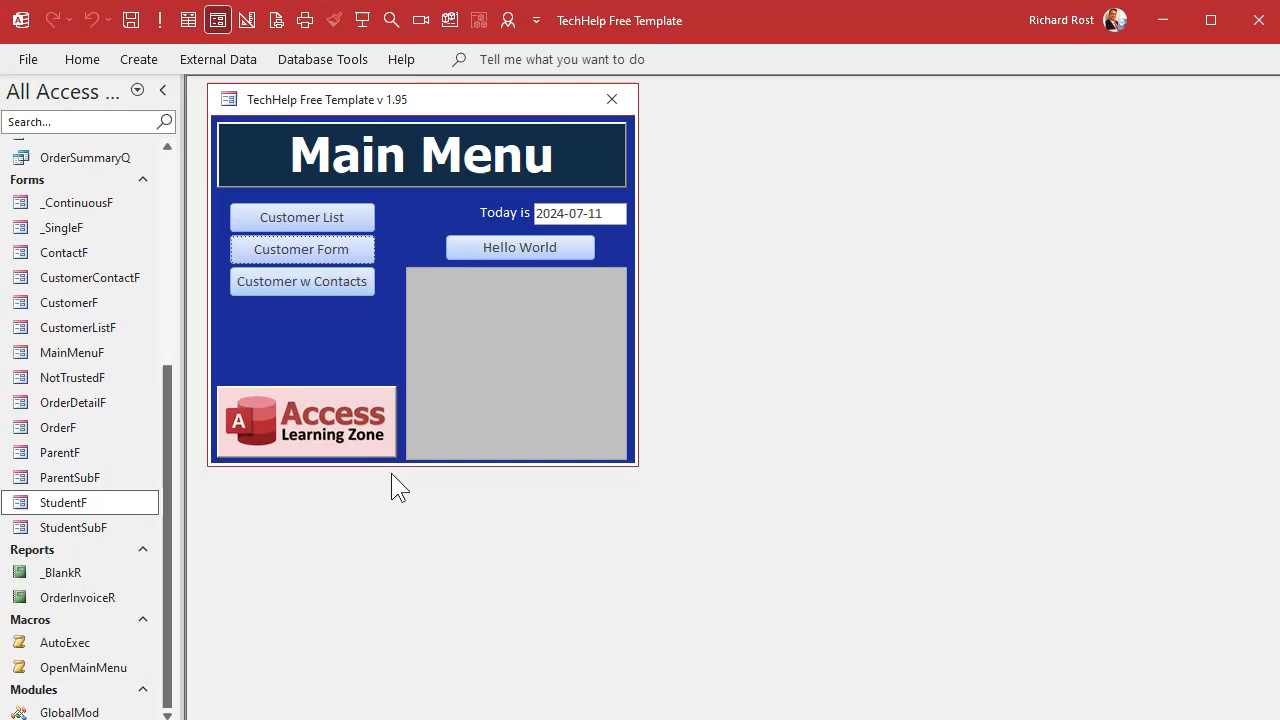 TechHelp Free Template
Richard Rost
File
Home
Create
External Data
Database Tools
Help
Tell me what you want to do
All Access ...
Search...
OrderSummaryQ
Forms
_ContinuousF
_SingleF
ContactF
CustomerContactF
CustomerF
CustomerListF
MainMenuF
NotTrustedF
OrderDetailF
OrderF
ParentF
ParentSubF
StudentF
StudentSubF
Reports
_BlankR
OrderInvoiceR
Macros
AutoExec
OpenMainMenu
Modules
GlobalMod
TechHelp Free Template v 1.95
Main Menu
Customer List
Customer Form
Customer w Contacts
Today is 2024-07-11
Hello World
A
Access
Learning Zone